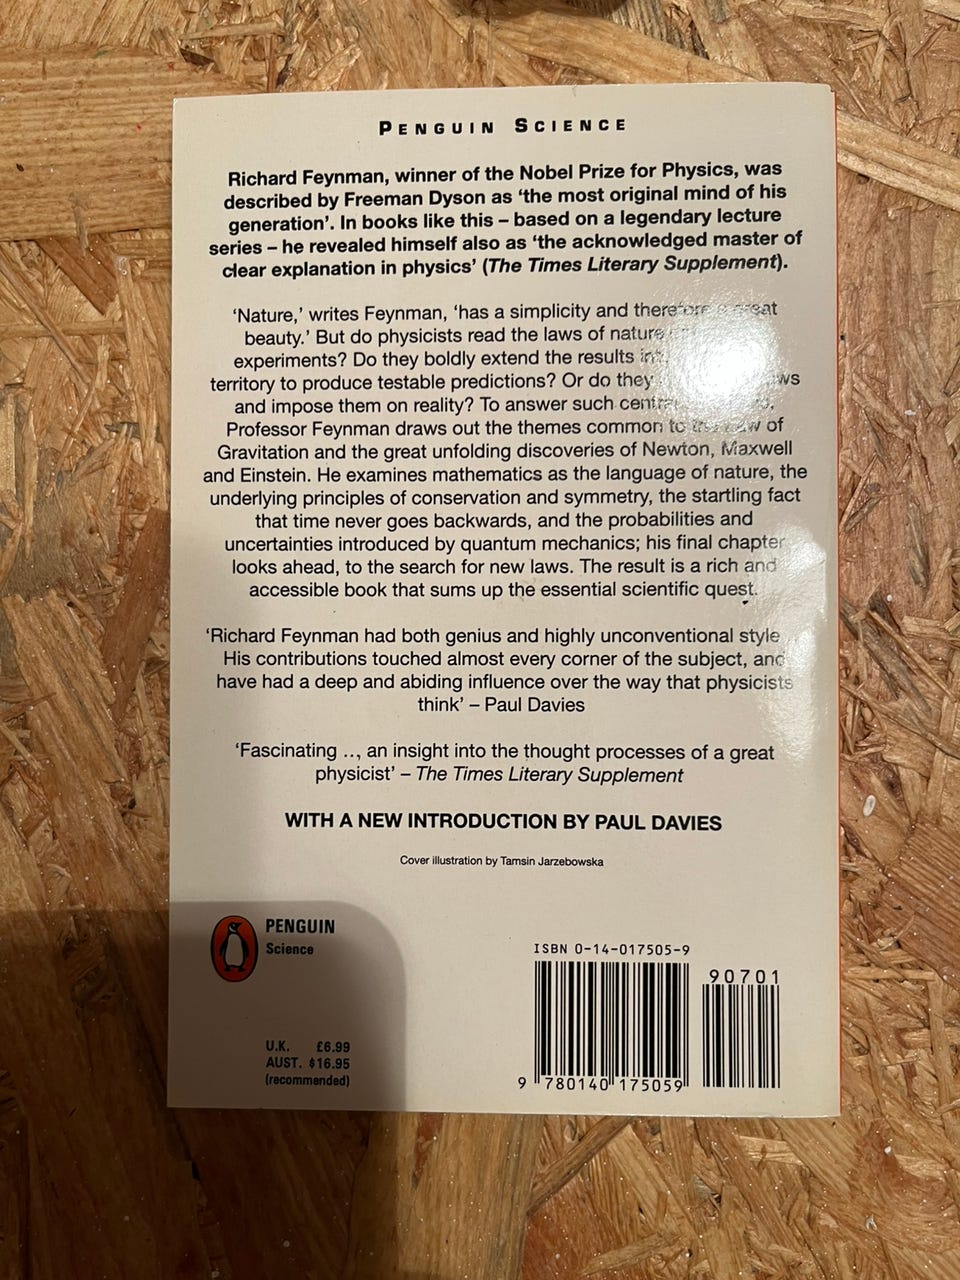 PENGUIN SCIENCE
Richard Feynman, winner of the Nobel Prize for Physics, was
described by Freeman Dyson as ‘the most original mind of his
generation’. In books like this – based on a legendary lecture
series – he revealed himself also as ‘the acknowledged master of
clear explanation in physics’ (The Times Literary Supplement).
‘Nature,’ writes Feynman, ‘has a simplicity and therefore a great
beauty.’ But do physicists read the laws of nature
experiments? Do they boldly extend the results
territory to produce testable predictions? Or do they
and impose them on reality? To answer such
Professor Feynman draws out the themes common to the Law of
Gravitation and the great unfolding discoveries of Newton, Maxwell
and Einstein. He examines mathematics as the language of nature, the
underlying principles of conservation and symmetry, the startling fact
that time never goes backwards, and the probabilities and
uncertainties introduced by quantum mechanics; his final chapter
looks ahead, to the search for new laws. The result is a rich and
accessible book that sums up the essential scientific quest.
‘Richard Feynman had both genius and highly unconventional style ...
His contributions touched almost every corner of the subject, and
have had a deep and abiding influence over the way that physicists
think’ – Paul Davies
‘Fascinating ..., an insight into the thought processes of a great
physicist’ – The Times Literary Supplement
WITH A NEW INTRODUCTION BY PAUL DAVIES
Cover illustration by Tamsin Jarzebowska
PENGUIN
Science
U.K. £6.99
AUST. $16.95
(recommended)
ISBN 0-14-017505-9
90701
9 780140 175059